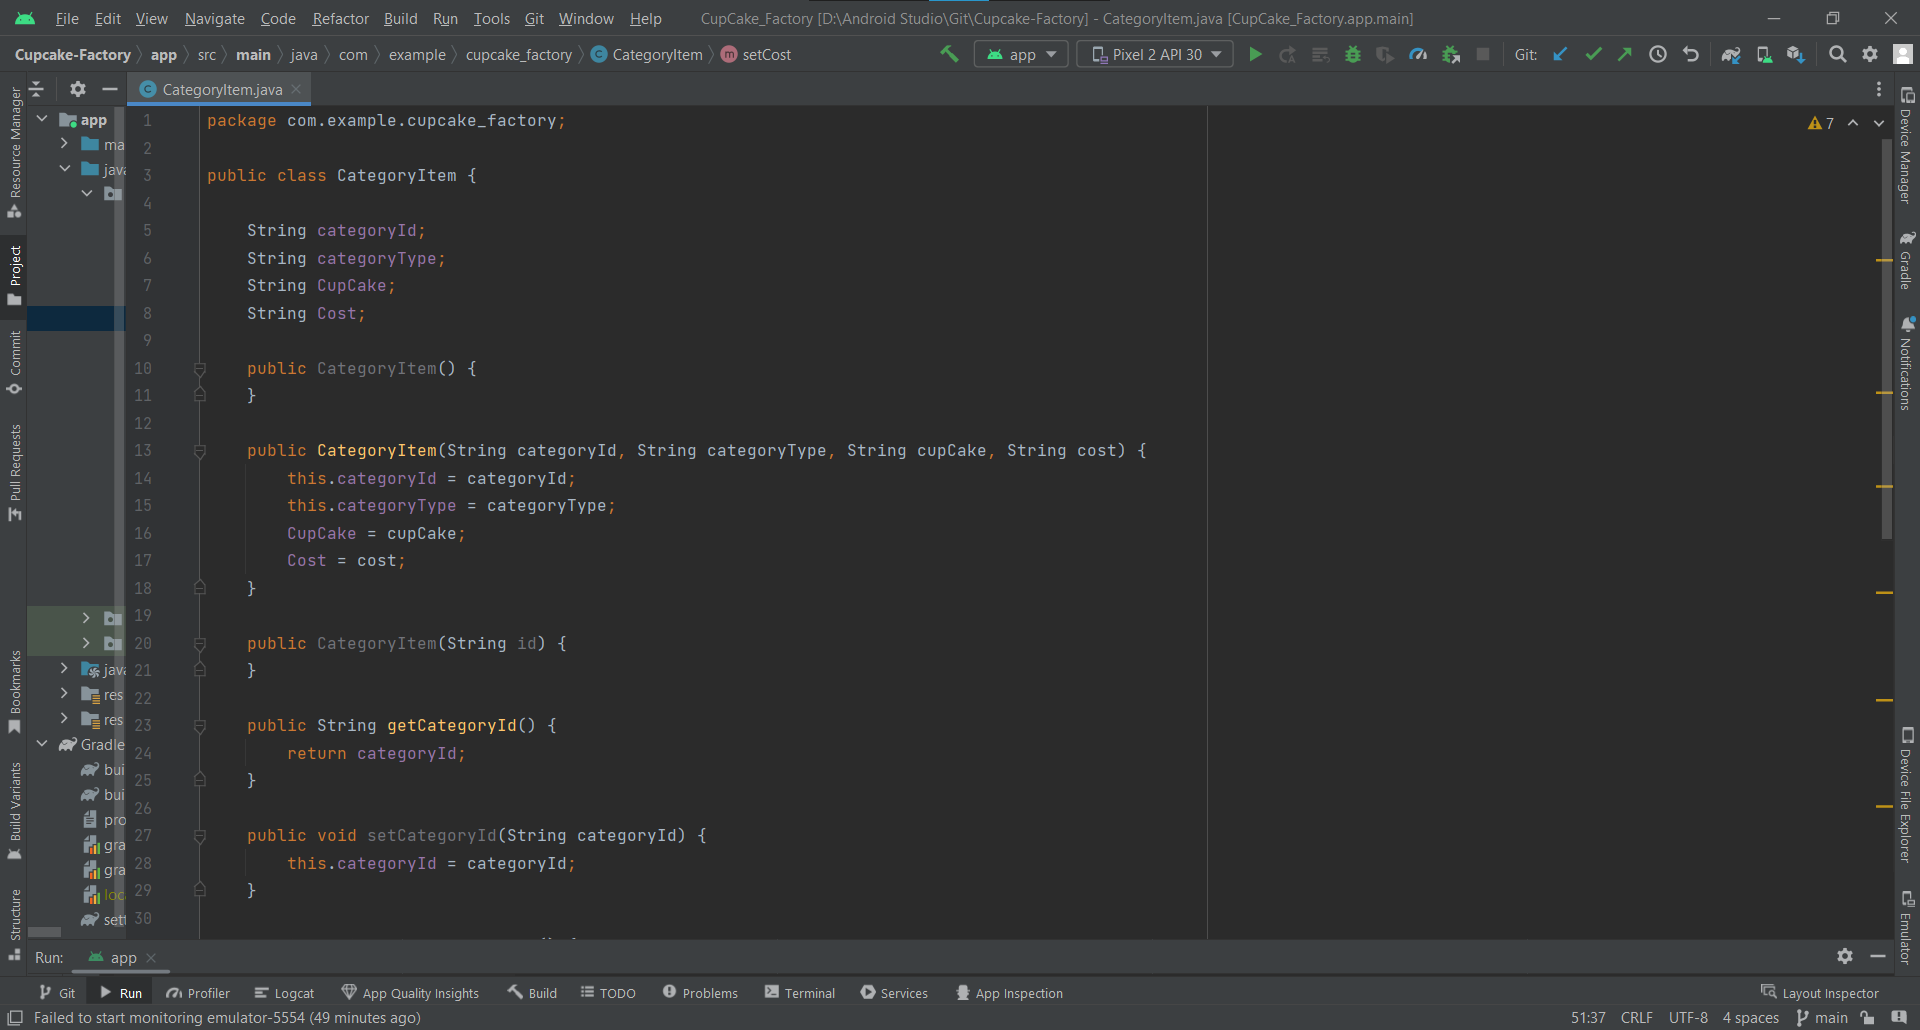 File Edit View Navigate Code Refactor Build Run Tools Git Window Help CupCake_Factory [D:\Android Studio\Git\Cupcake-Factory] - CategoryItem.java [CupCake_Factory.app.main]
Cupcake-Factory app src main java com example cupcake_factory CategoryItem setCost app Pixel 2 API 30 Git:
CategoryItem.java
Resource Manager
Project
Commit
Pull Requests
Bookmarks
Build Variants
Structure
app
ma
java
java
res
res
Gradle
bui
bui
pro
gra
gra
loc
sett
1 package com.example.cupcake_factory;
2
3 public class CategoryItem {
4
5 String categoryId;
6 String categoryType;
7 String CupCake;
8 String Cost;
9
10 public CategoryItem() {
11 }
12
13 public CategoryItem(String categoryId, String categoryType, String cupCake, String cost) {
14 this.categoryId = categoryId;
15 this.categoryType = categoryType;
16 CupCake = cupCake;
17 Cost = cost;
18 }
19
20 public CategoryItem(String id) {
21 }
22
23 public String getCategoryId() {
24 return categoryId;
25 }
26
27 public void setCategoryId(String categoryId) {
28 this.categoryId = categoryId;
29 }
30
7
Device Manager
Gradle
Notifications
Device File Explorer
Emulator
Run: app
Git Run Profiler Logcat App Quality Insights Build TODO Problems Terminal Services App Inspection Layout Inspector
Failed to start monitoring emulator-5554 (49 minutes ago) 51:37 CRLF UTF-8 4 spaces main